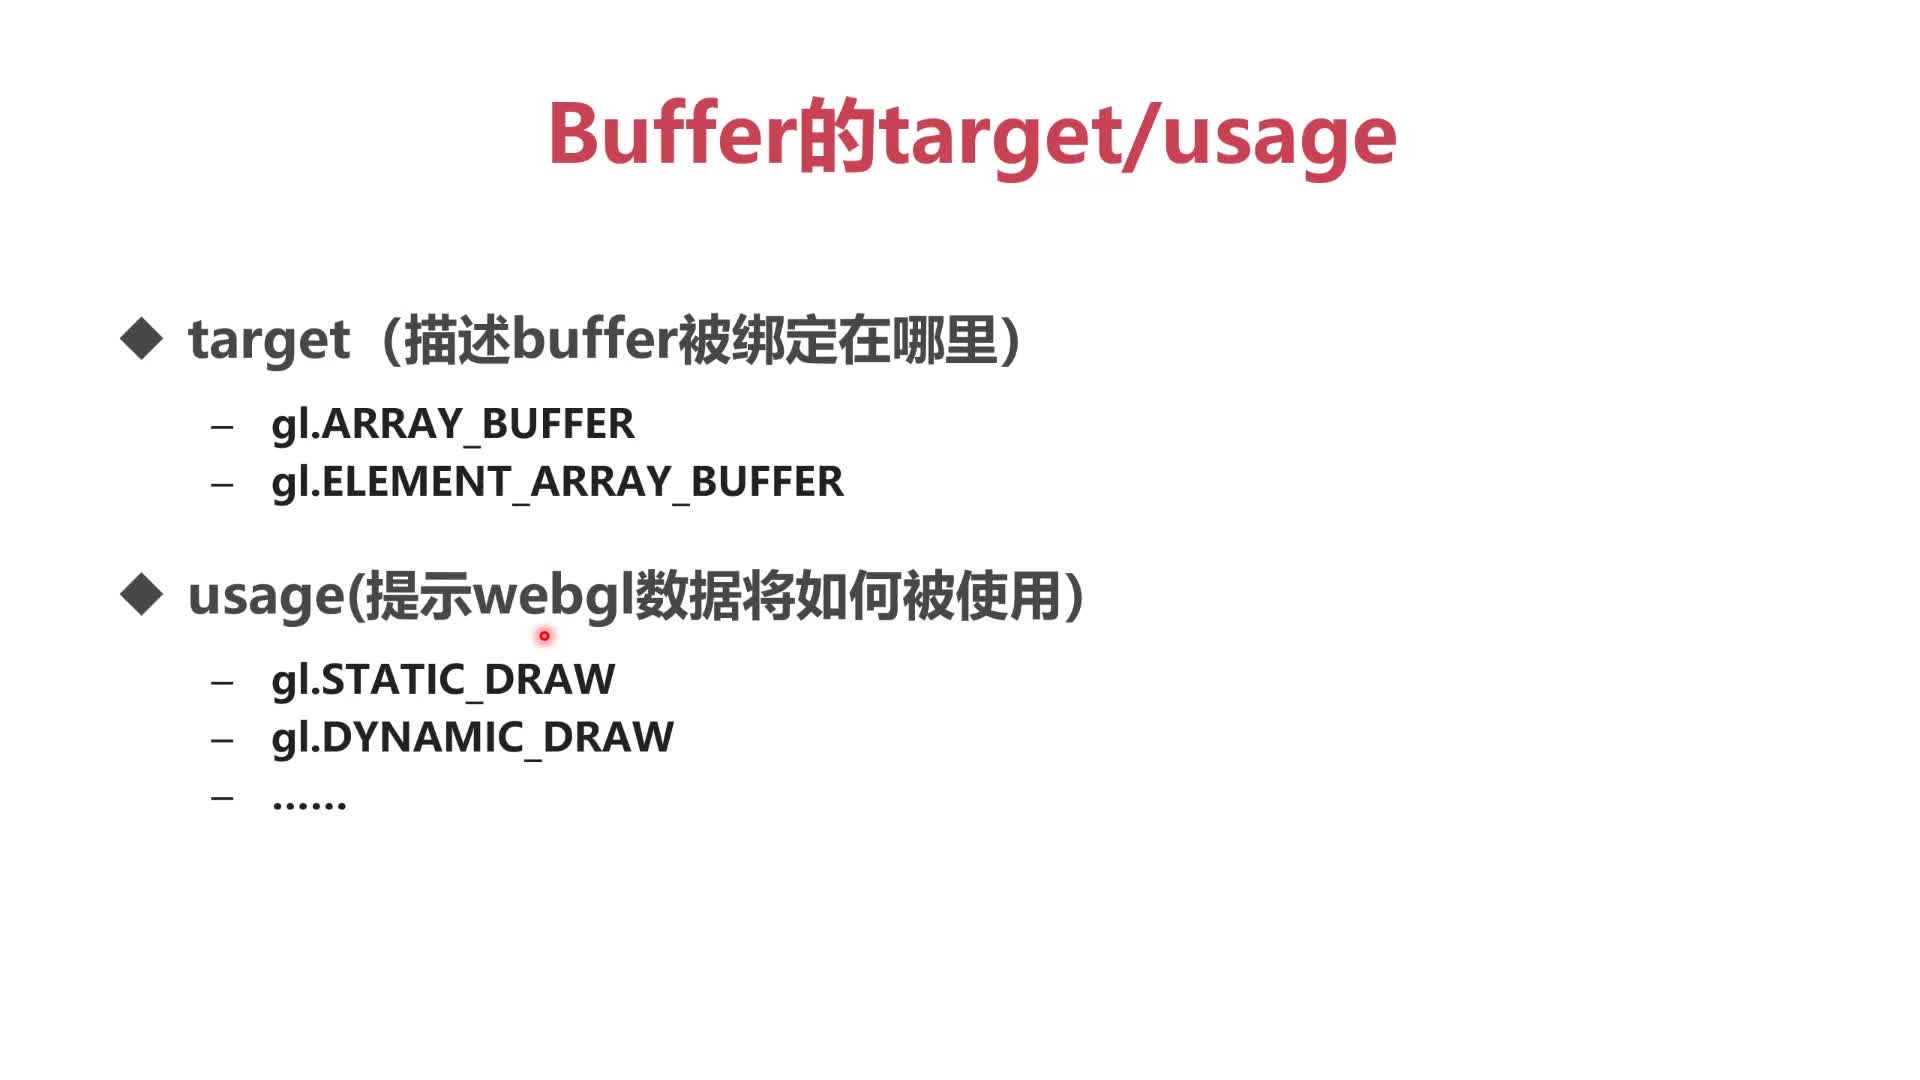 Buffer的target/usage
◆ target（描述buffer被绑定在哪里）
– gl.ARRAY_BUFFER
– gl.ELEMENT_ARRAY_BUFFER
◆ usage(提示webgl数据将如何被使用）
– gl.STATIC_DRAW
– gl.DYNAMIC_DRAW
– ……